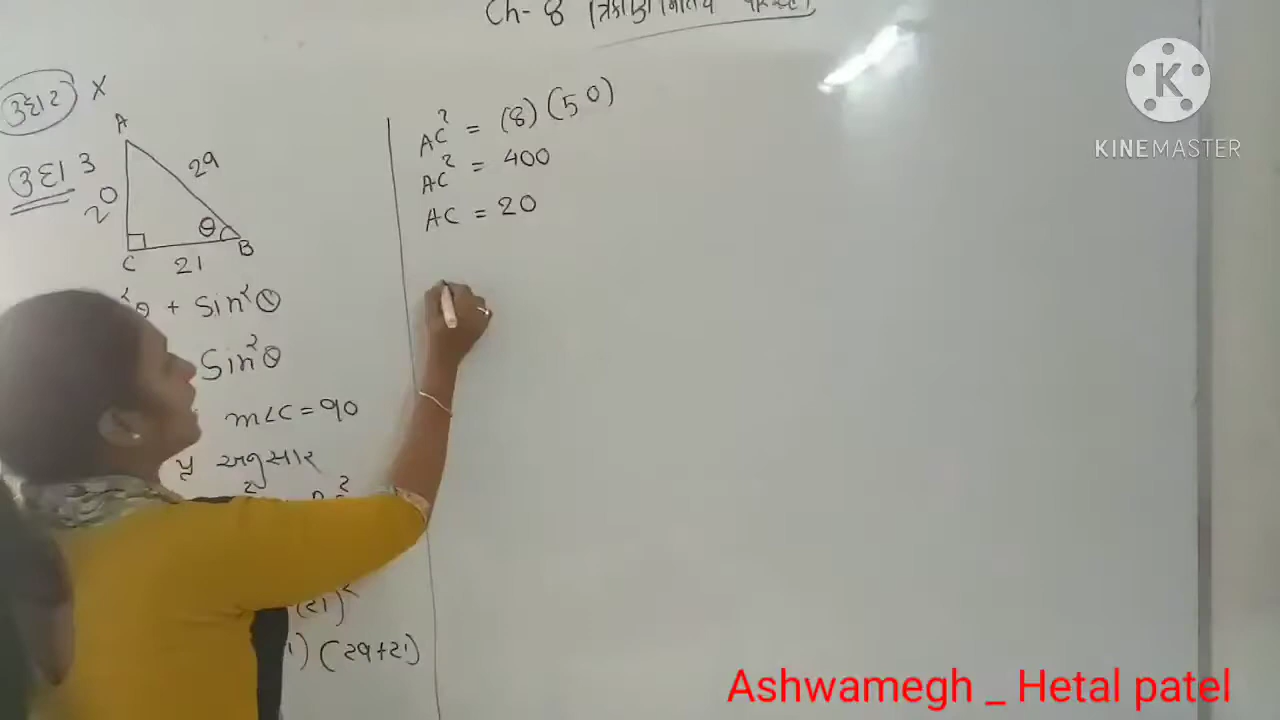 Ch- 8
ઉદા 2 X
ઉદા 3
A
29
20
θ
C
21
B
²θ + Sin²θ
Sin²θ
m∠C = 90
અનુસાર
(21)²
) (29+21)
AC² = (8) (50)
AC² = 400
AC = 20
K
KINEMASTER
Ashwamegh _ Hetal patel